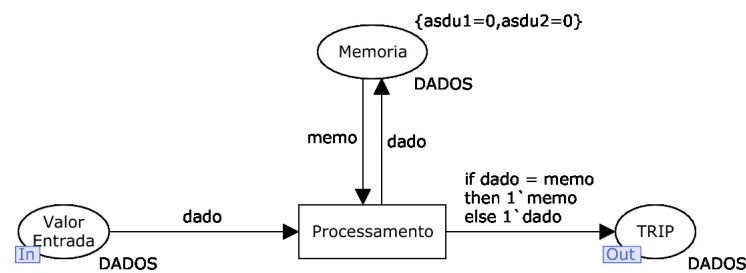 {asdu1=0,asdu2=0}
Memoria
DADOS
memo
dado
if dado = memo
then 1`memo
else 1`dado
dado
Valor
Entrada
In
DADOS
Processamento
TRIP
Out
DADOS